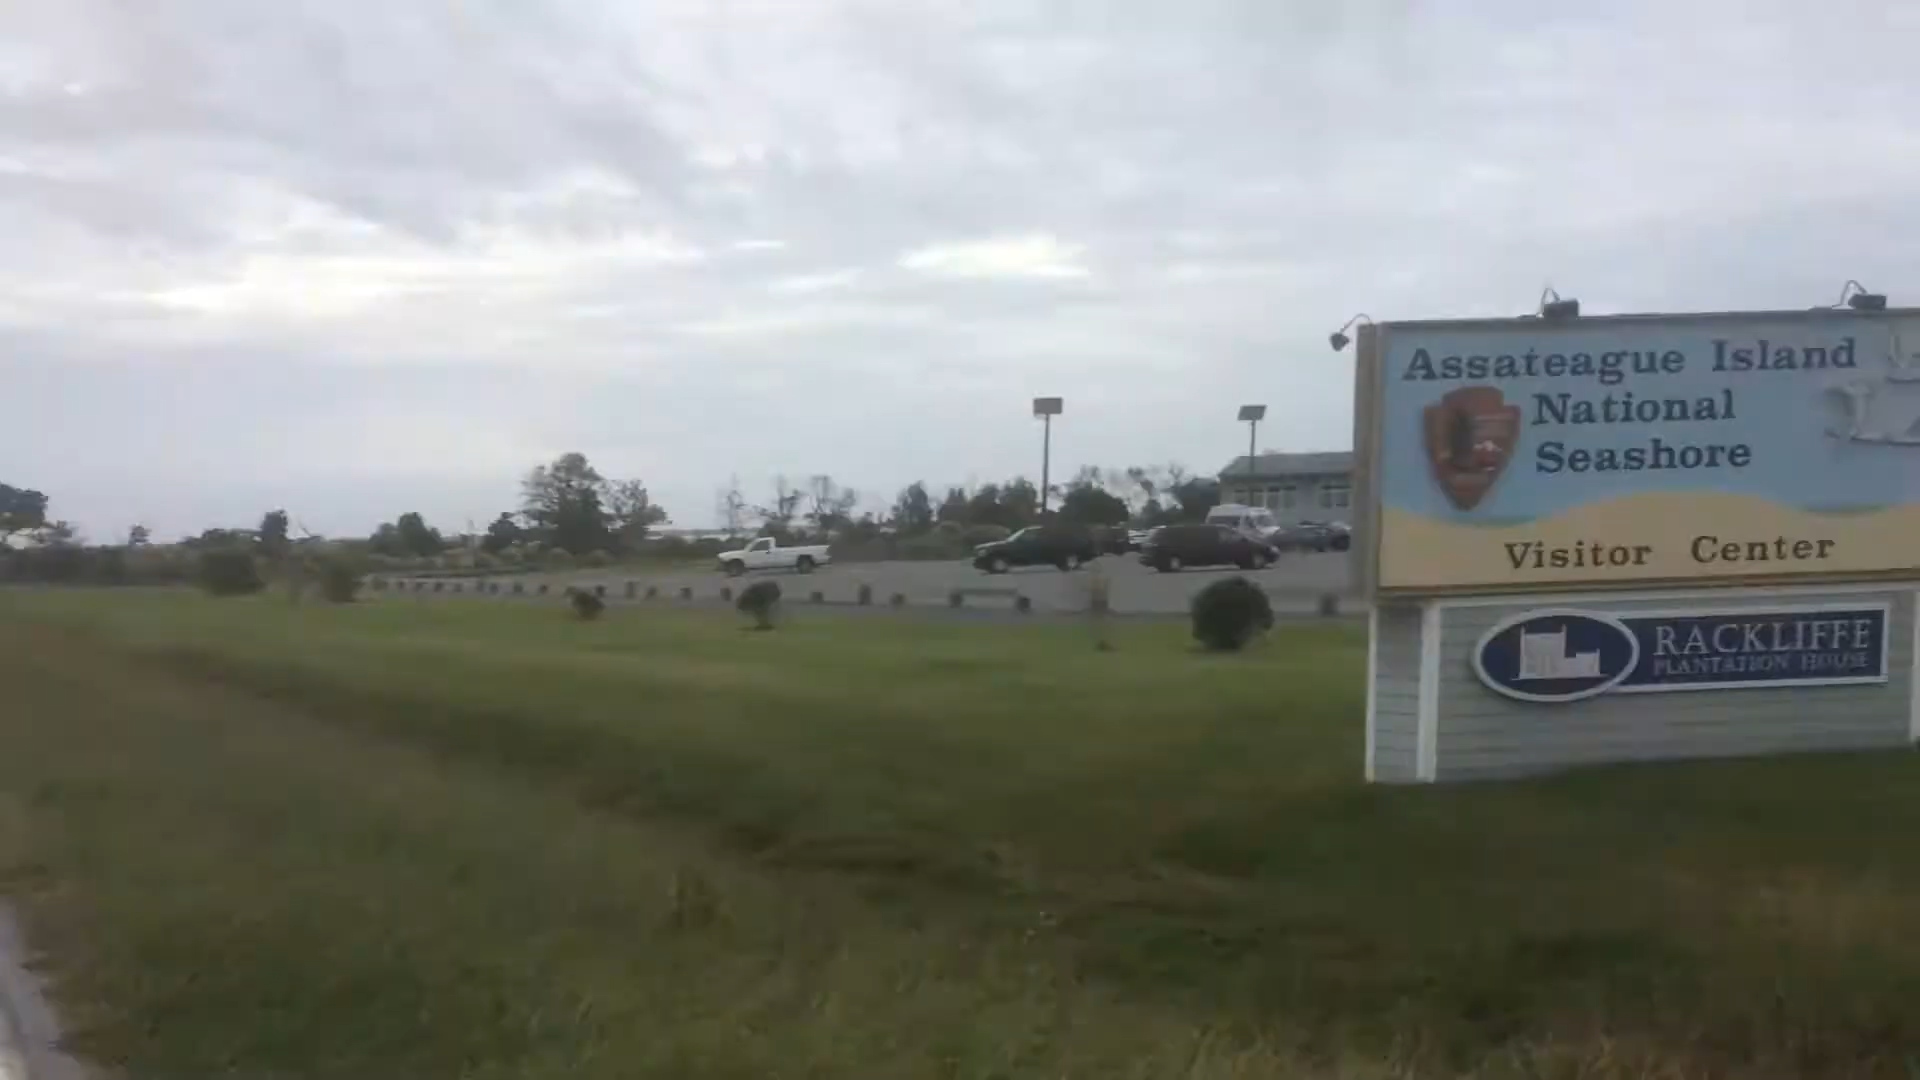 Assateague Island
National
Seashore
Visitor Center
RACKLIFFE
PLANTATION HOUSE